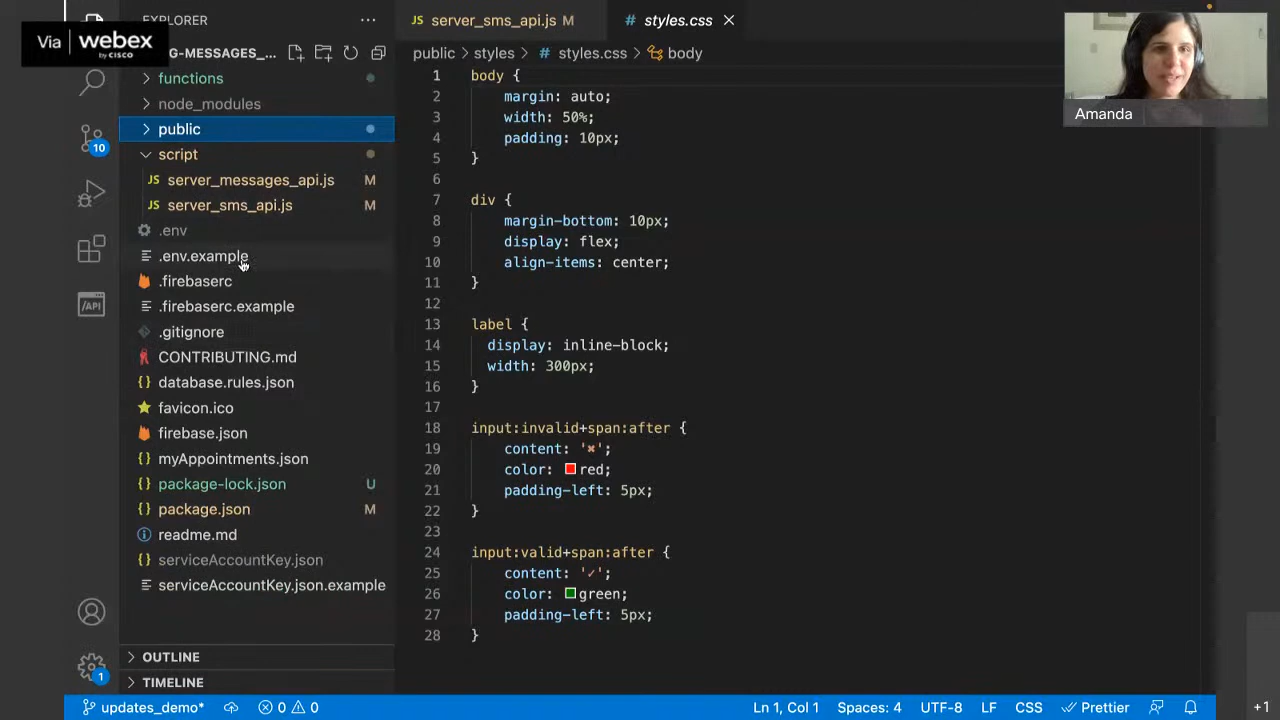 Via webex
by CISCO
EXPLORER ···
G-MESSAGES_...
functions
node_modules
public
script
JS server_messages_api.js M
JS server_sms_api.js M
.env
.env.example
.firebaserc
.firebaserc.example
.gitignore
CONTRIBUTING.md
{} database.rules.json
favicon.ico
firebase.json
{} myAppointments.json
{} package-lock.json U
{} package.json M
readme.md
{} serviceAccountKey.json
serviceAccountKey.json.example
OUTLINE
TIMELINE
10
/API
1
JS server_sms_api.js M
# styles.css
public > styles > # styles.css > body
1 body {
2 margin: auto;
3 width: 50%;
4 padding: 10px;
5 }
6
7 div {
8 margin-bottom: 10px;
9 display: flex;
10 align-items: center;
11 }
12
13 label {
14 display: inline-block;
15 width: 300px;
16 }
17
18 input:invalid+span:after {
19 content: '✖';
20 color: red;
21 padding-left: 5px;
22 }
23
24 input:valid+span:after {
25 content: '✓';
26 color: green;
27 padding-left: 5px;
28 }
Amanda
updates_demo* 0 0 Ln 1, Col 1 Spaces: 4 UTF-8 LF CSS Prettier
+1